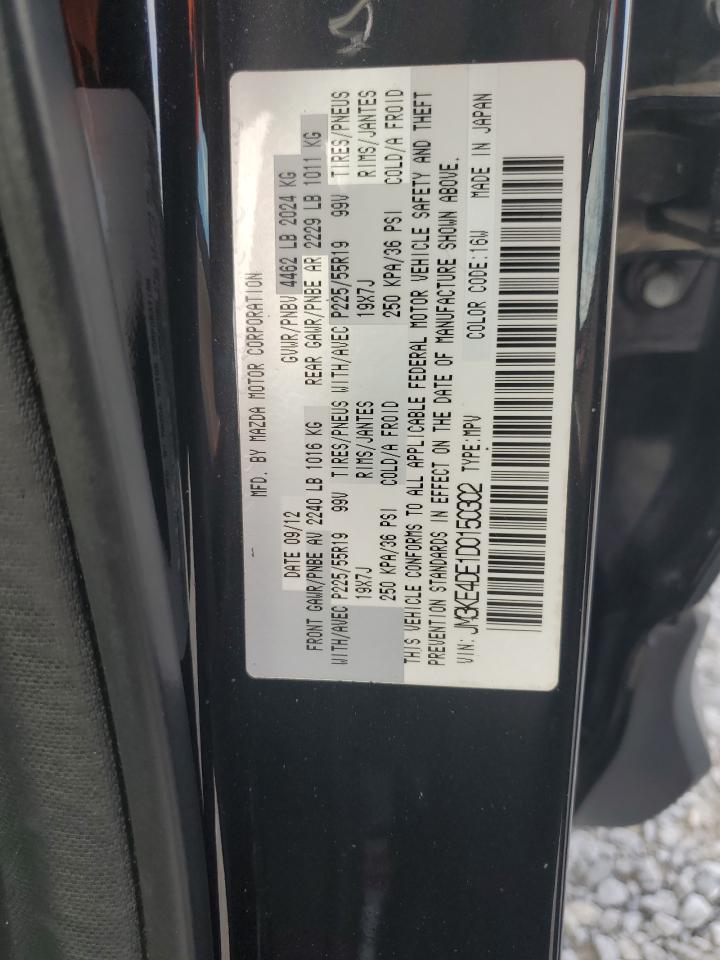 MFD. BY MAZDA MOTOR CORPORATION
DATE 09/12 GVWR/PNBV 4462 LB 2024 KG
FRONT GAWR/PNBE AV 2240 LB 1016 KG REAR GAWR/PNBE AR 2229 LB 1011 KG
WITH/AVEC P225/55R19 99V TIRES/PNEUS WITH/AVEC P225/55R19 99V TIRES/PNEUS
19X7J RIMS/JANTES 19X7J RIMS/JANTES
250 KPA/36 PSI COLD/A FROID 250 KPA/36 PSI COLD/A FROID
THIS VEHICLE CONFORMS TO ALL APPLICABLE FEDERAL MOTOR VEHICLE SAFETY AND THEFT
PREVENTION STANDARDS IN EFFECT ON THE DATE OF MANUFACTURE SHOWN ABOVE.
VIN: JM3KE4DE1D0150302 TYPE:MPV COLOR CODE:16W MADE IN JAPAN